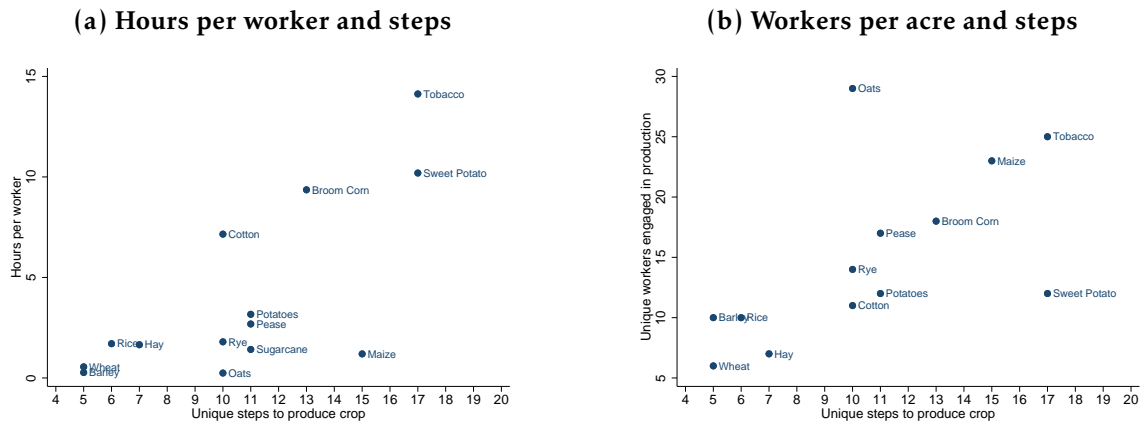 (a) Hours per worker and steps
15
Tobacco
Sweet Potato
10
Broom Corn
Cotton
5
Potatoes
Pease
Rice
Hay
Rye
Sugarcane
Maize
Wheat
Barley
Oats
0
Hours per worker
4 5 6 7 8 9 10 11 12 13 14 15 16 17 18 19 20
Unique steps to produce crop
(b) Workers per acre and steps
30
Oats
25
Tobacco
Maize
20
Broom Corn
Pease
15
Rye
Potatoes
Sweet Potato
Cotton
10
Barley
Rice
Hay
Wheat
5
Unique workers engaged in production
4 5 6 7 8 9 10 11 12 13 14 15 16 17 18 19 20
Unique steps to produce crop